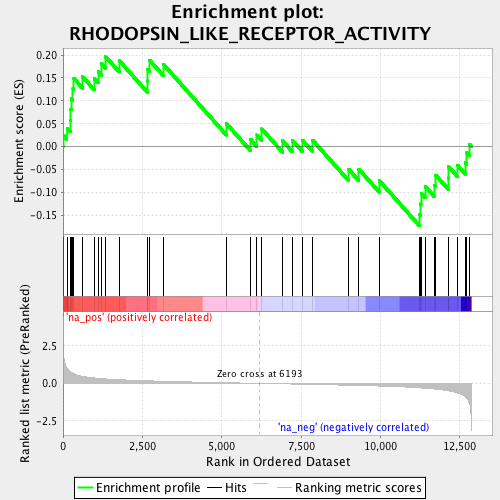 Enrichment plot:
RHODOPSIN_LIKE_RECEPTOR_ACTIVITY
Enrichment score (ES)
0.20
0.15
0.10
0.05
0.00
-0.05
-0.10
-0.15
'na_pos' (positively correlated)
Ranked list metric (PreRanked)
2.5
0.0
-2.5
Zero cross at 6193
'na_neg' (negatively correlated)
0
2,500
5,000
7,500
10,000
12,500
Rank in Ordered Dataset
Enrichment profile
Hits
Ranking metric scores